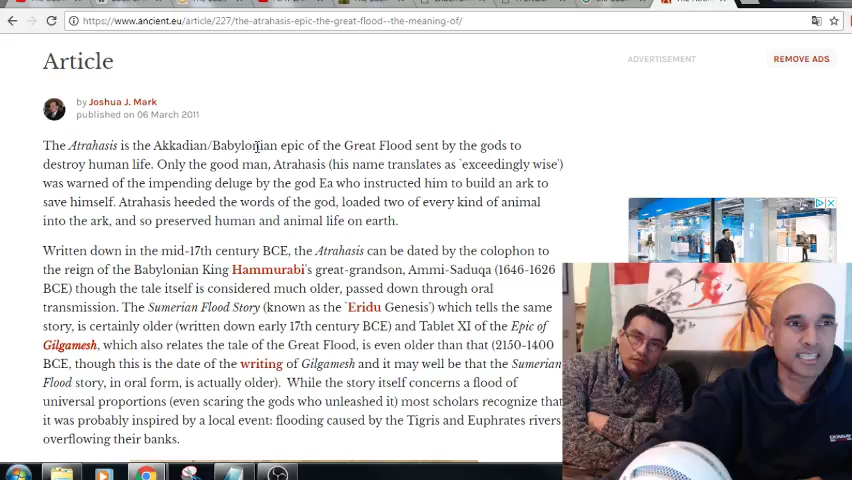 https://www.ancient.eu/article/227/the-atrahasis-epic-the-great-flood--the-meaning-of/
Article
ADVERTISEMENT
REMOVE ADS
by Joshua J. Mark
published on 06 March 2011
The Atrahasis is the Akkadian/Babylonian epic of the Great Flood sent by the gods to
destroy human life. Only the good man, Atrahasis (his name translates as `exceedingly wise')
was warned of the impending deluge by the god Ea who instructed him to build an ark to
save himself. Atrahasis heeded the words of the god, loaded two of every kind of animal
into the ark, and so preserved human and animal life on earth.
Written down in the mid-17th century BCE, the Atrahasis can be dated by the colophon to
the reign of the Babylonian King Hammurabi's great-grandson, Ammi-Saduqa (1646-1626
BCE) though the tale itself is considered much older, passed down through oral
transmission. The Sumerian Flood Story (known as the `Eridu Genesis') which tells the same
story, is certainly older (written down early 17th century BCE) and Tablet XI of the Epic of
Gilgamesh, which also relates the tale of the Great Flood, is even older than that (2150-1400
BCE, though this is the date of the writing of Gilgamesh and it may well be that the Sumerian
Flood story, in oral form, is actually older). While the story itself concerns a flood of
universal proportions (even scaring the gods who unleashed it) most scholars recognize that
it was probably inspired by a local event: flooding caused by the Tigris and Euphrates rivers
overflowing their banks.